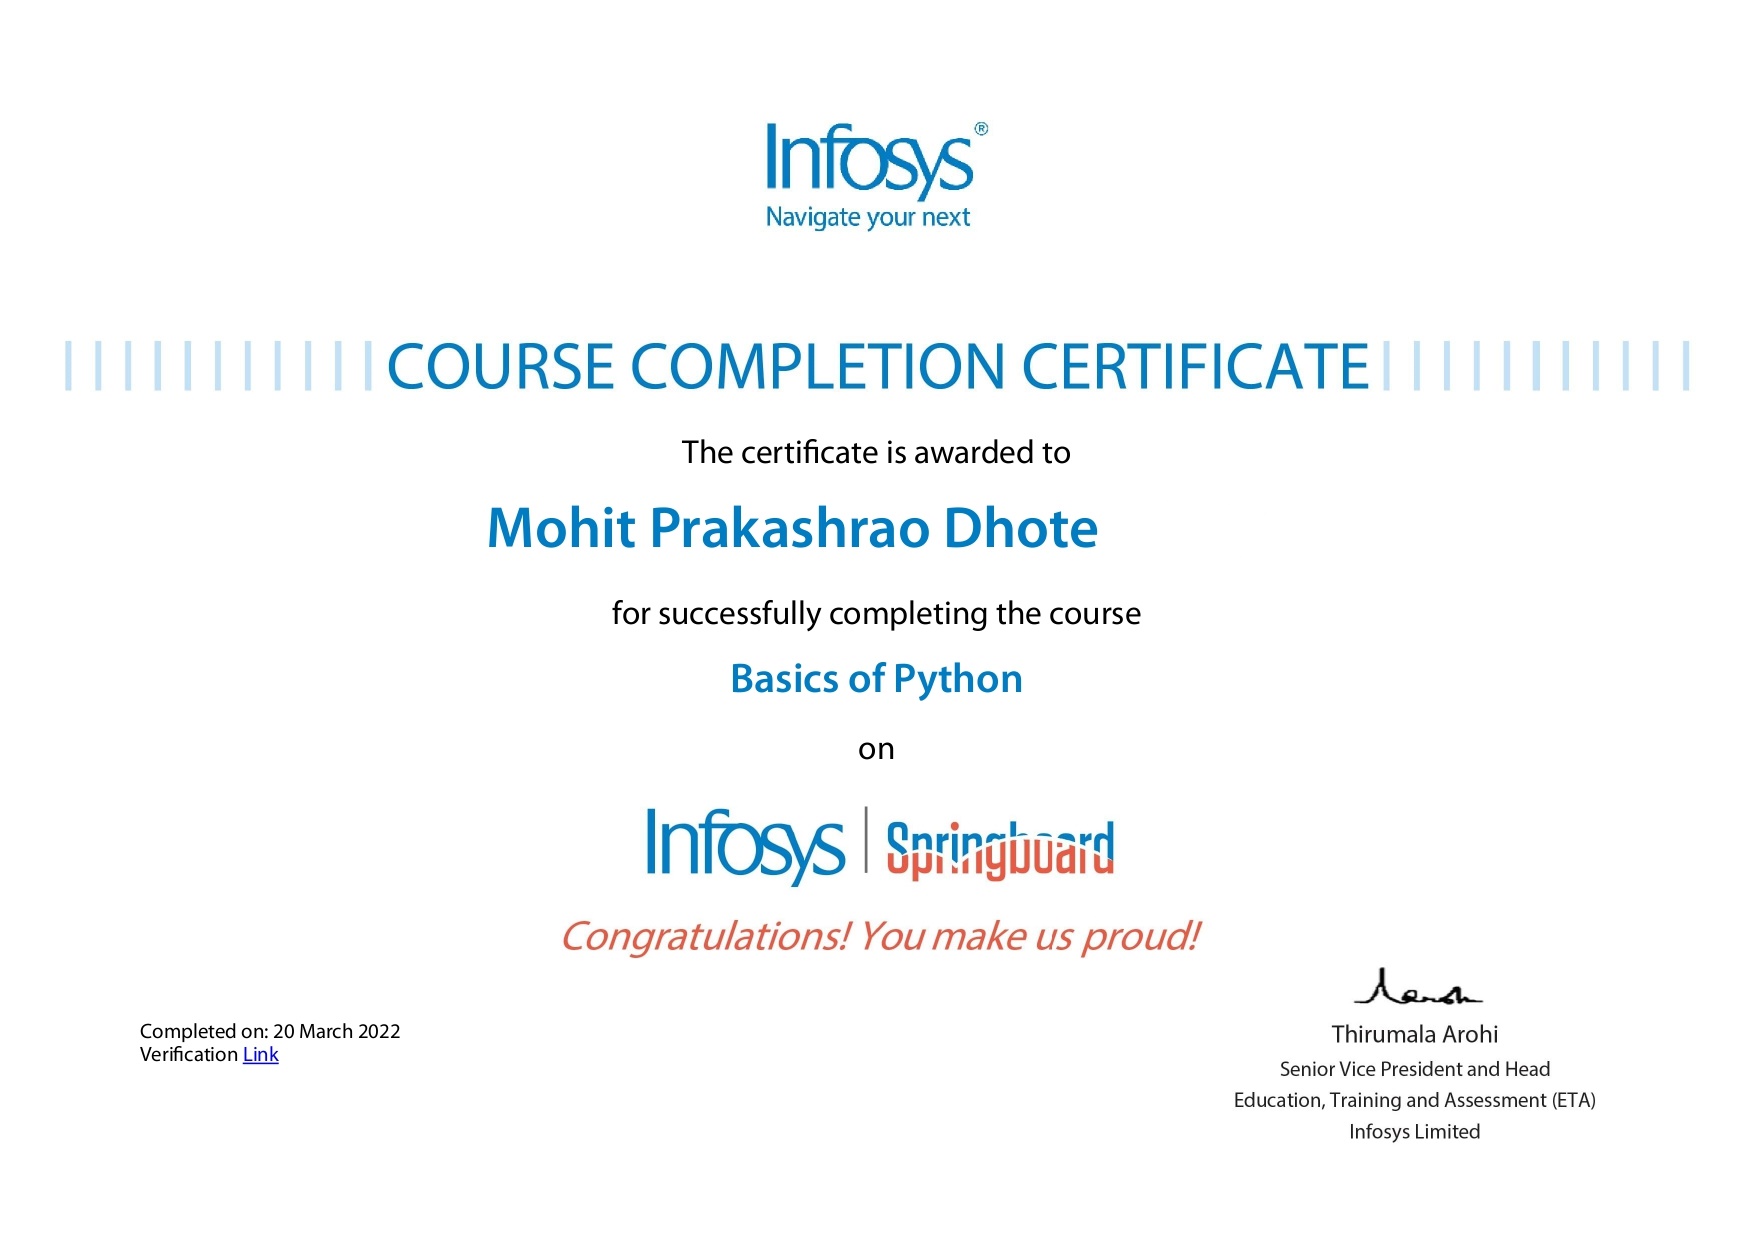 Infosys®
Navigate your next
COURSE COMPLETION CERTIFICATE
The certificate is awarded to
Mohit Prakashrao Dhote
for successfully completing the course
Basics of Python
on
Infosys | Springboard
Congratulations! You make us proud!
Completed on: 20 March 2022
Verification Link
Thirumala Arohi
Senior Vice President and Head
Education, Training and Assessment (ETA)
Infosys Limited